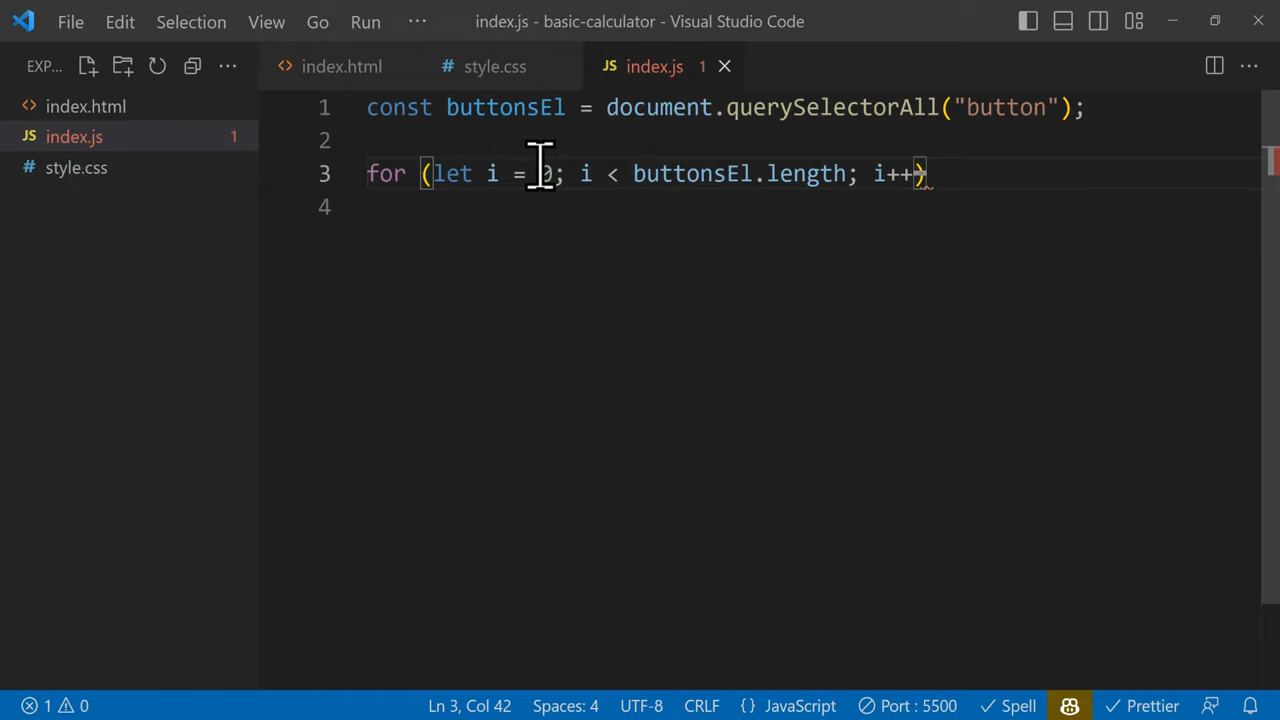 File Edit Selection View Go Run ··· index.js - basic-calculator - Visual Studio Code
EXP... ··· <> index.html # style.css JS index.js 1 ···
<> index.html
JS index.js 1
# style.css
1 const buttonsEl = document.querySelectorAll("button");
2
3 for (let i = 0; i < buttonsEl.length; i++)
4
1 0 Ln 3, Col 42 Spaces: 4 UTF-8 CRLF {} JavaScript Port : 5500 Spell Prettier